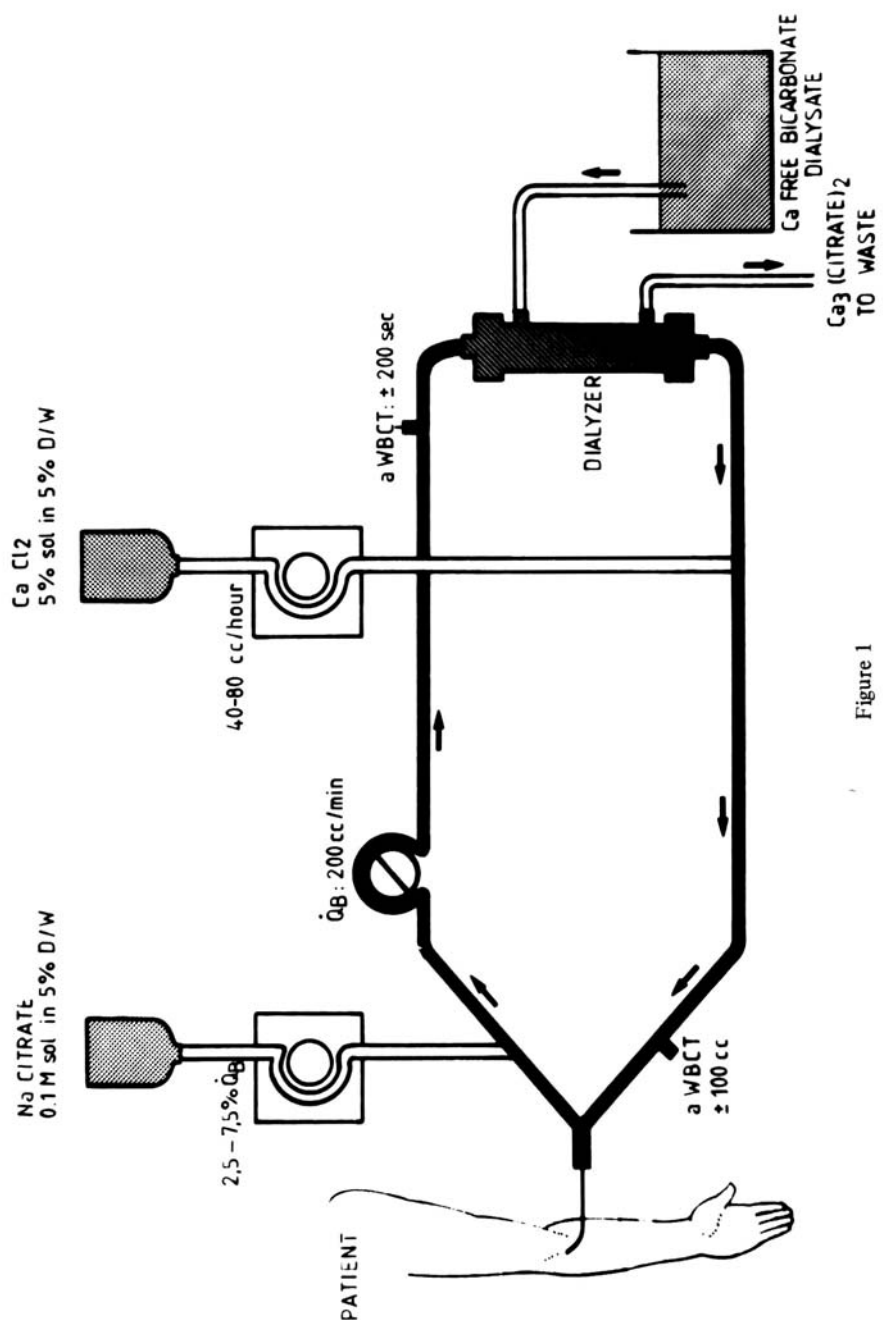 Na CITRATE
0.1 M sol in 5% D/W
Ca Cl2
5% sol in 5% D/W
2,5 – 7,5% Q̇B
40-80 cc/hour
Q̇B : 200 cc/min
a WBCT: ± 200 sec
PATIENT
DIALYZER
a WBCT
± 100 cc
Ca FREE BICARBONATE
DIALYSATE
Ca3 (CITRATE)2
TO WASTE
Figure 1